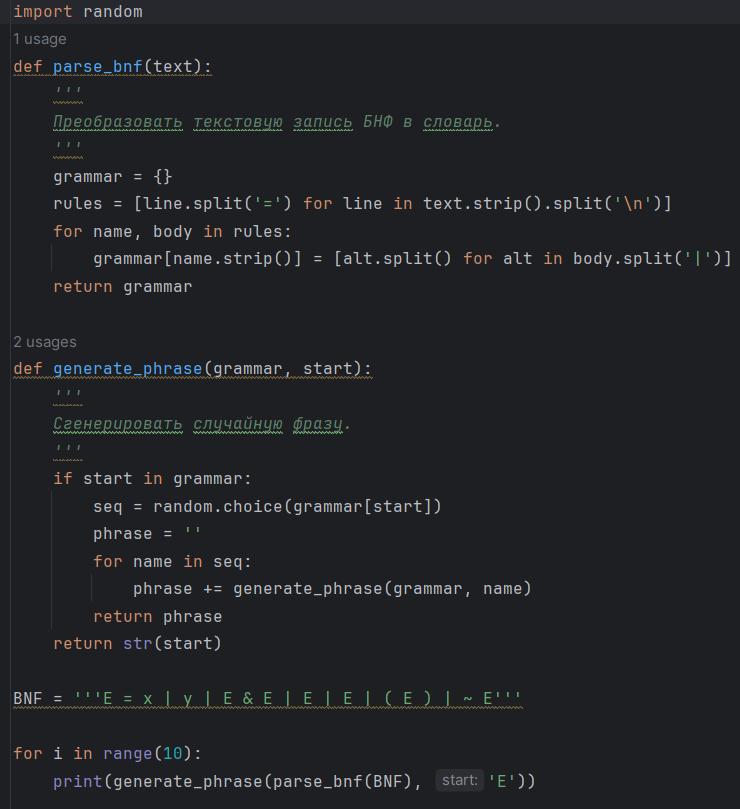 import random
1 usage
def parse_bnf(text):
    '''
    Преобразовать текстовую запись БНФ в словарь.
    '''
    grammar = {}
    rules = [line.split('=') for line in text.strip().split('\n')]
    for name, body in rules:
        grammar[name.strip()] = [alt.split() for alt in body.split('|')]
    return grammar

2 usages
def generate_phrase(grammar, start):
    '''
    Сгенерировать случайную фразу.
    '''
    if start in grammar:
        seq = random.choice(grammar[start])
        phrase = ''
        for name in seq:
            phrase += generate_phrase(grammar, name)
        return phrase
    return str(start)

BNF = '''E = x | y | E & E | E | E | ( E ) | ~ E'''

for i in range(10):
    print(generate_phrase(parse_bnf(BNF), start: 'E'))